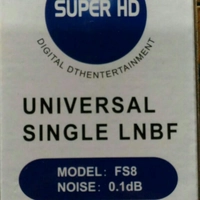 SUPER HD
DIGITAL DTHENTERTAINMENT
UNIVERSAL
SINGLE LNBF
MODEL: FS8
NOISE: 0.1dB